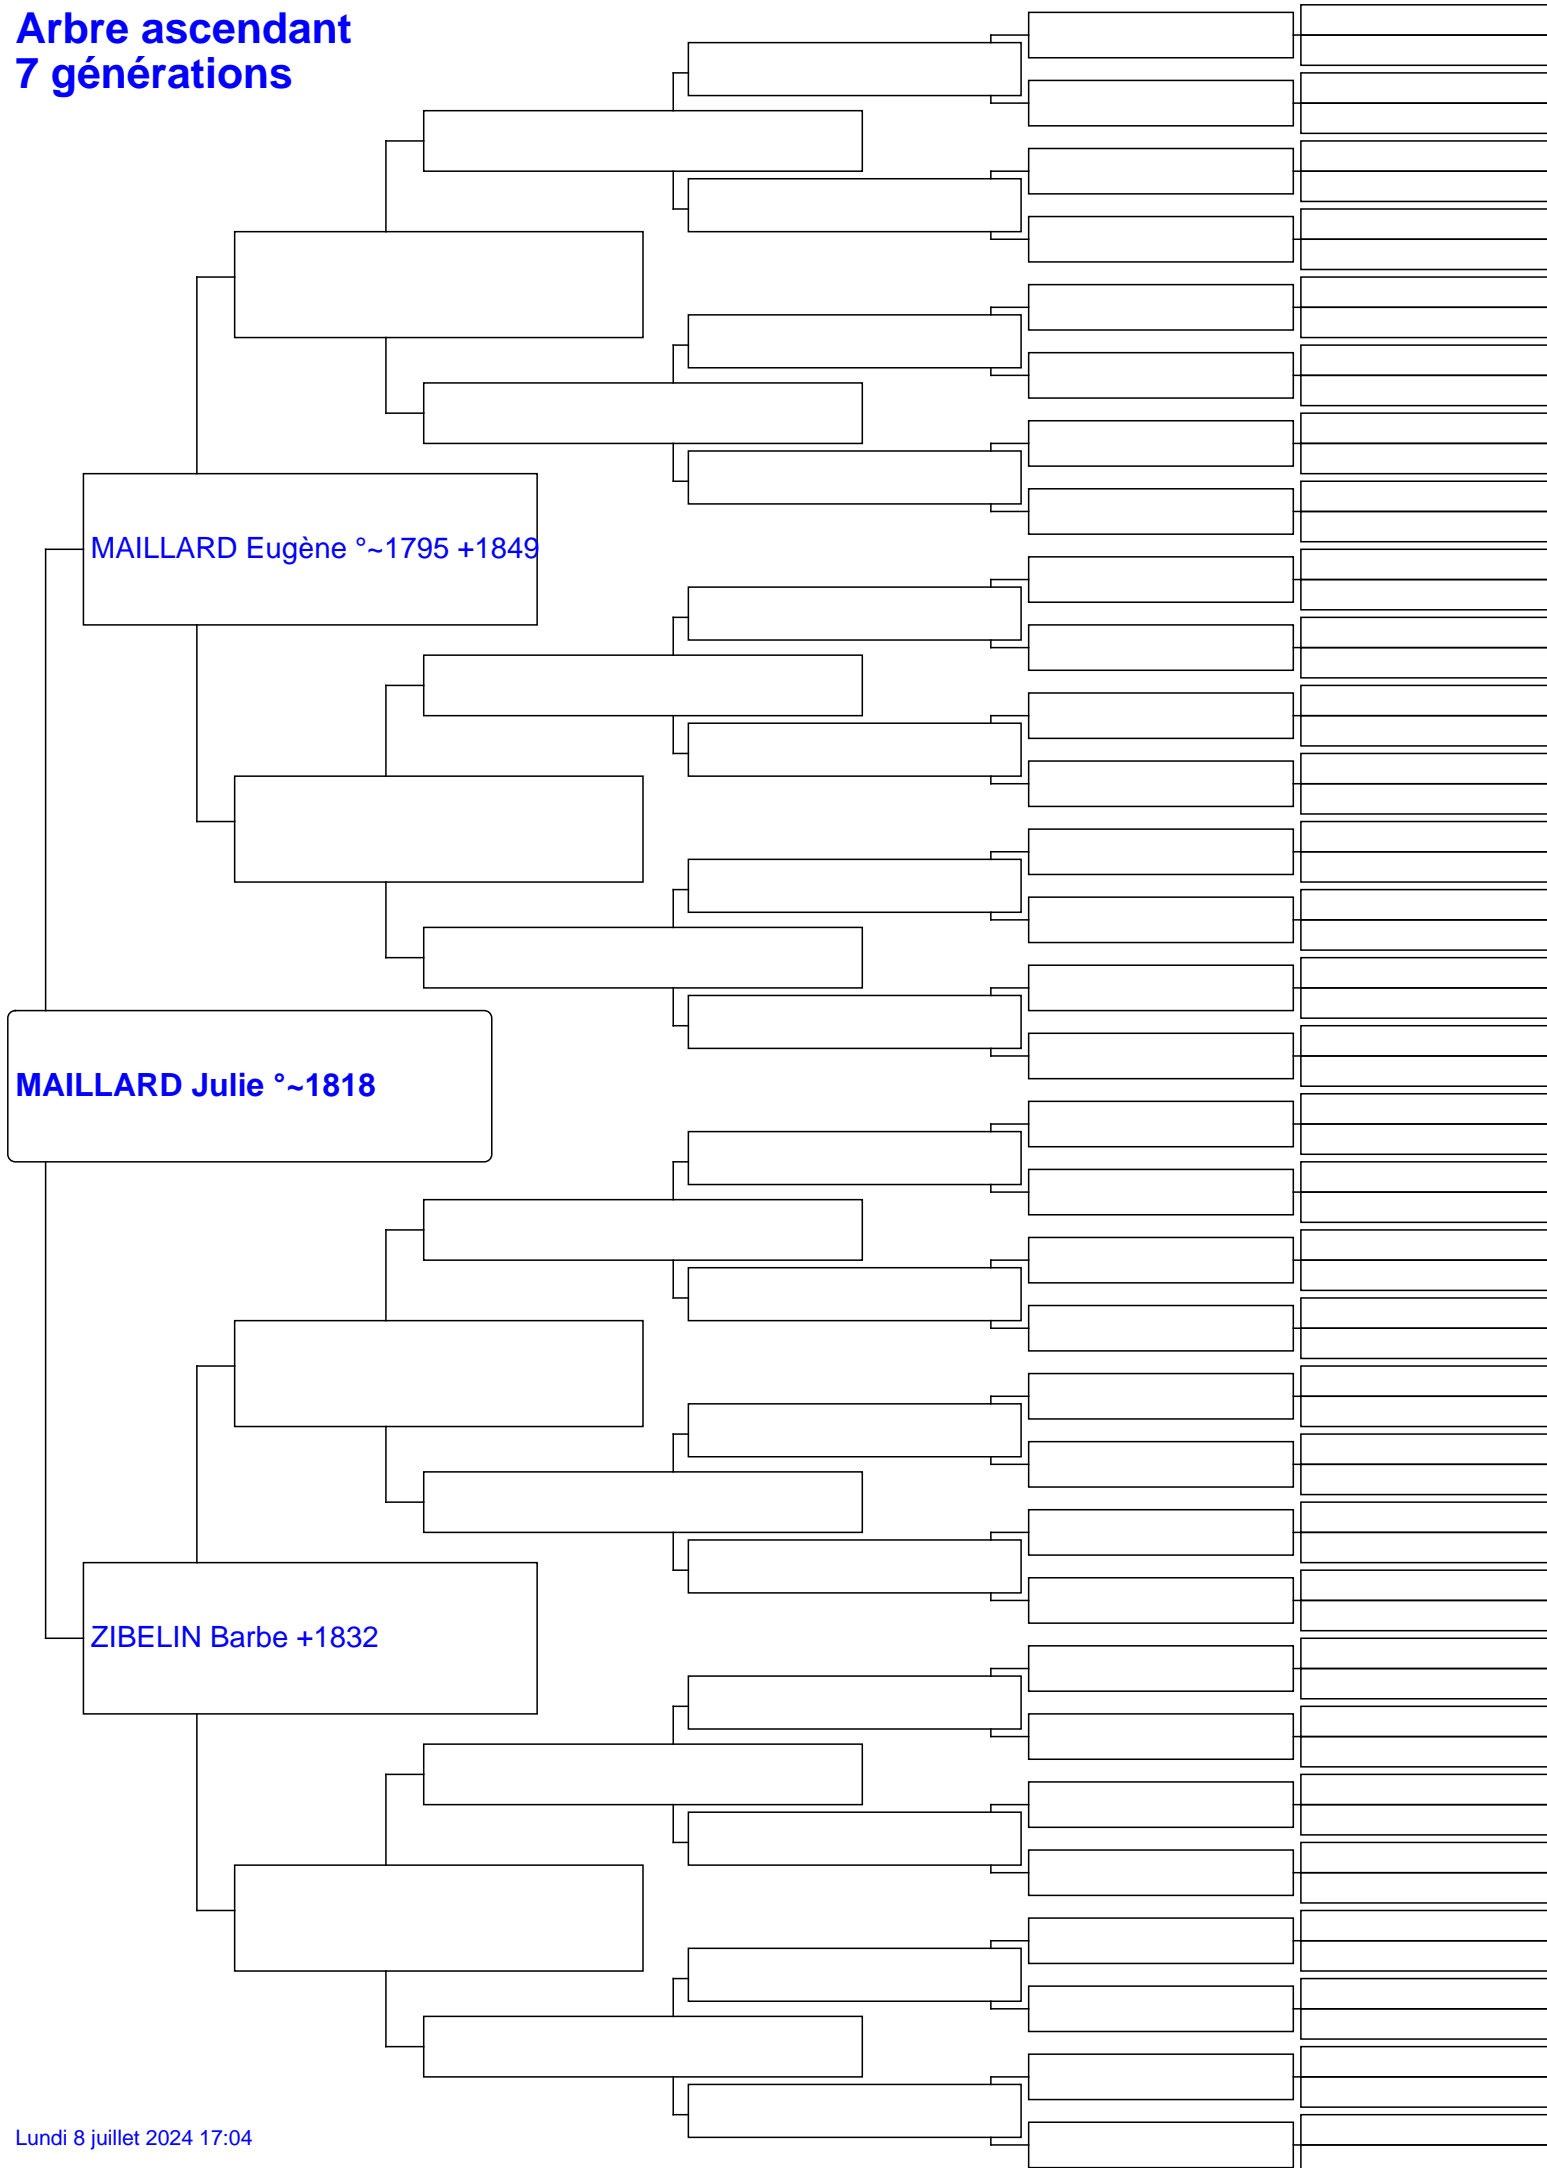 Arbre ascendant
7 générations
MAILLARD Eugène °~1795 +1849
MAILLARD Julie °~1818
ZIBELIN Barbe +1832
Lundi 8 juillet 2024 17:04